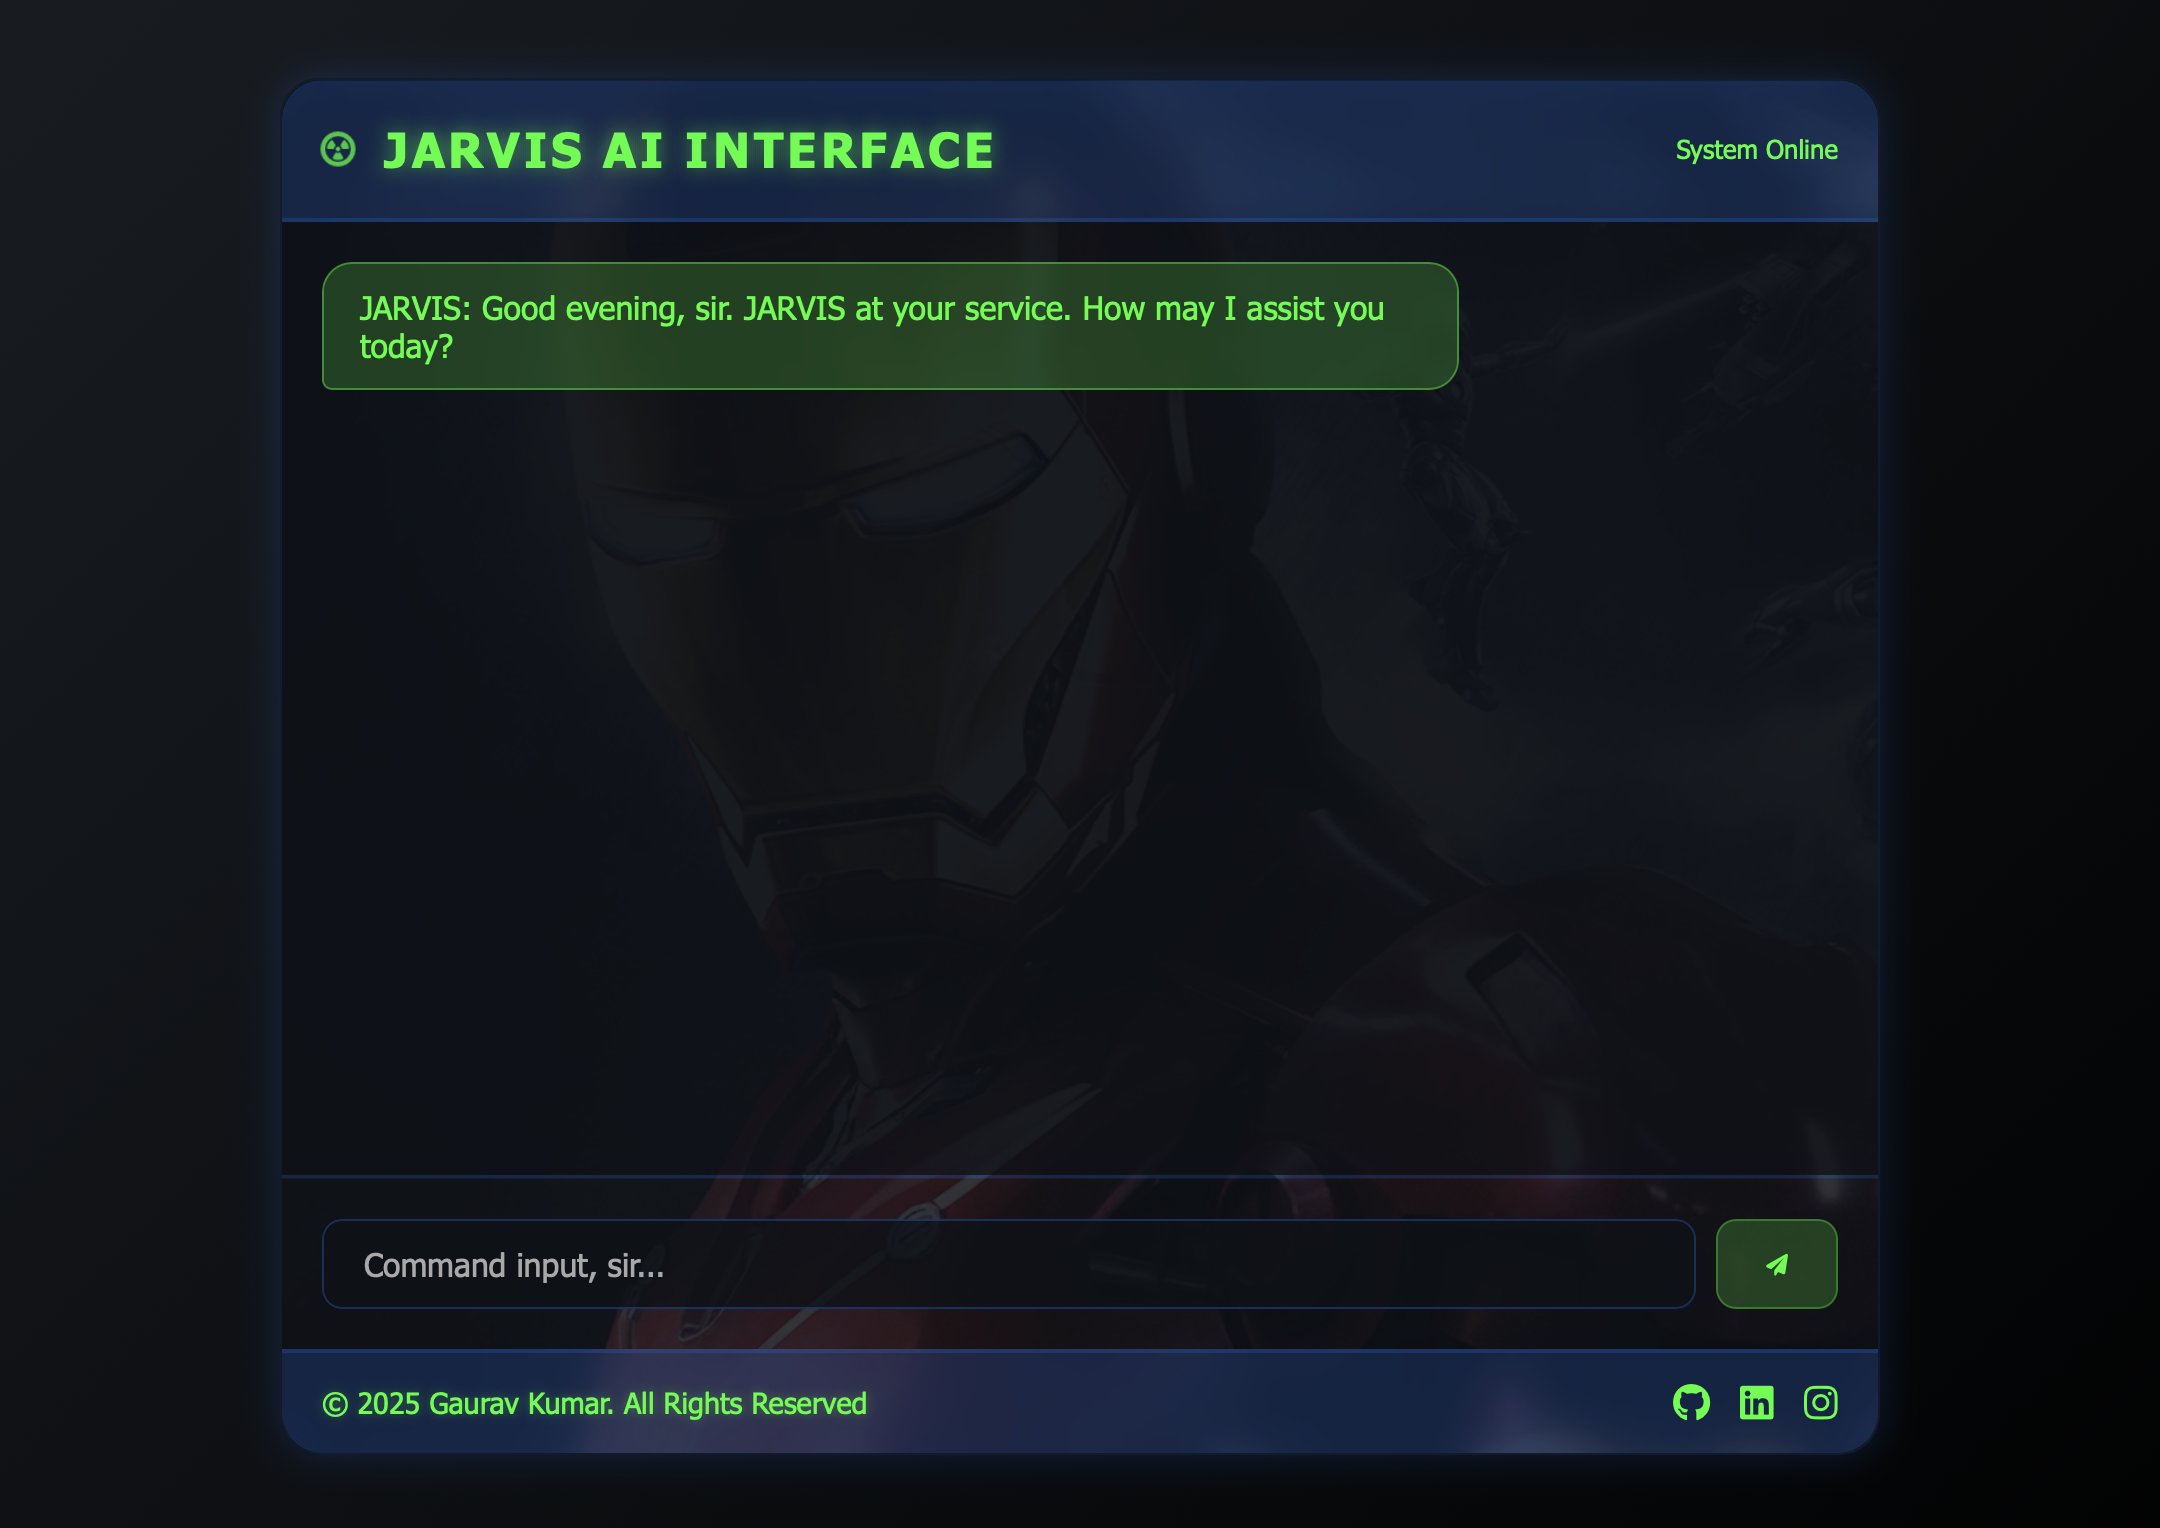 JARVIS AI INTERFACE
System Online
JARVIS: Good evening, sir. JARVIS at your service. How may I assist you
today?
Command input, sir...
© 2025 Gaurav Kumar. All Rights Reserved